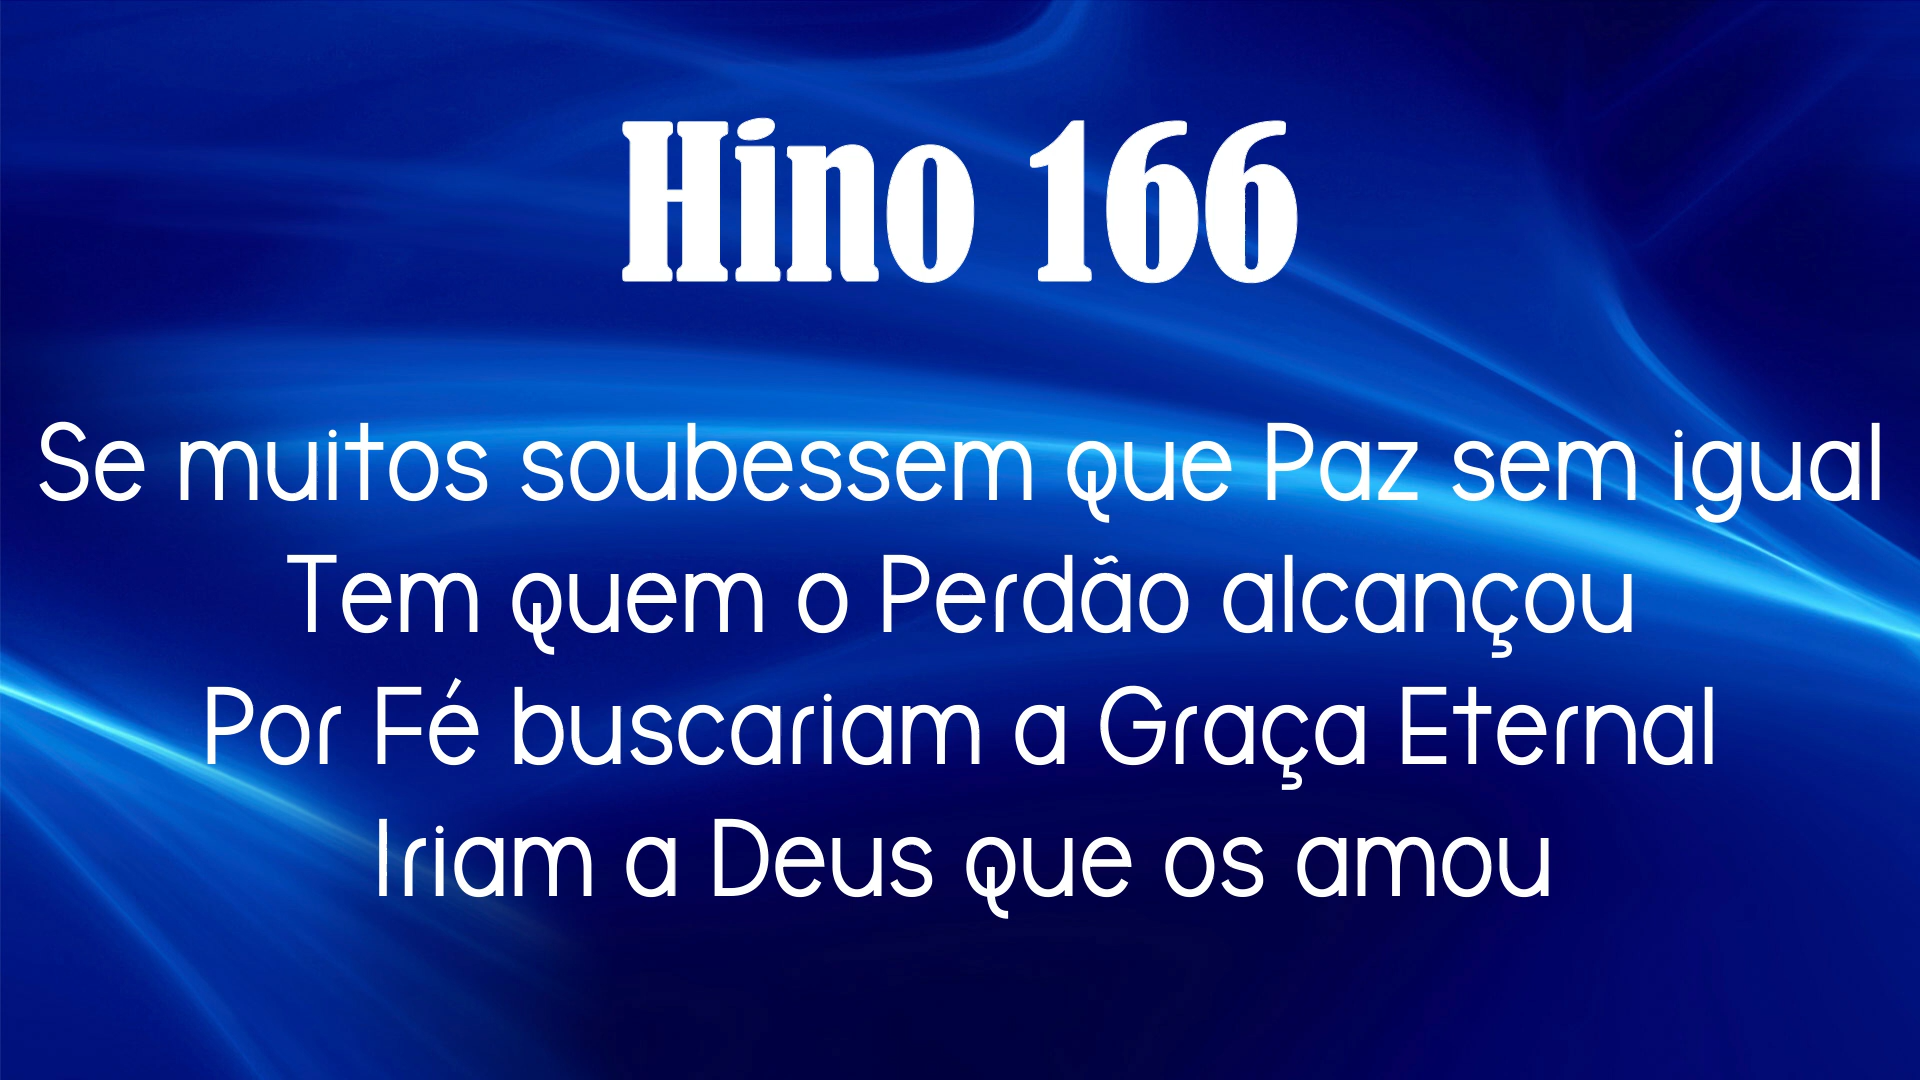 Hino 166
Se muitos soubessem que Paz sem igual
Tem quem o Perdão alcançou
Por Fé buscariam a Graça Eternal
Iriam a Deus que os amou